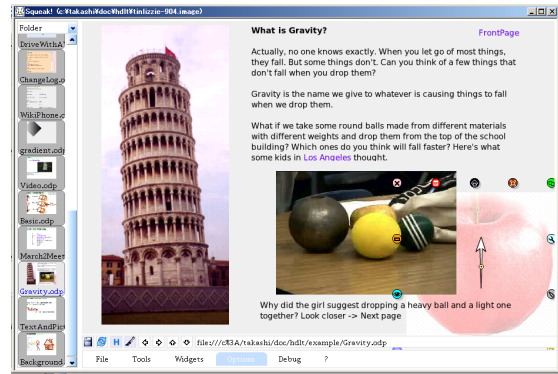 Squeak! (c:¥takashi¥doc¥hdlt¥tinlizzie-904.image)
Folder
DriveWithA
ChangeLog.o
WikiPhone.o
gradient.odp
Video.odp
Basic.odp
March2Meet
Gravity.odp
TextAndPict
Background
What is Gravity?
FrontPage
Actually, no one knows exactly. When you let go of most things,
they fall. But some things don't. Can you think of a few things that
don't fall when you drop them?
Gravity is the name we give to whatever is causing things to fall
when we drop them.
What if we take some round balls made from different materials
with different weights and drop them from the top of the school
building? Which ones do you think will fall faster? Here's what
some kids in Los Angeles thought.
Why did the girl suggest dropping a heavy ball and a light one
together? Look closer -> Next page
H
file:///c%3A/takashi/doc/hdlt/example/Gravity.odp
File Tools Widgets Options Debug ?